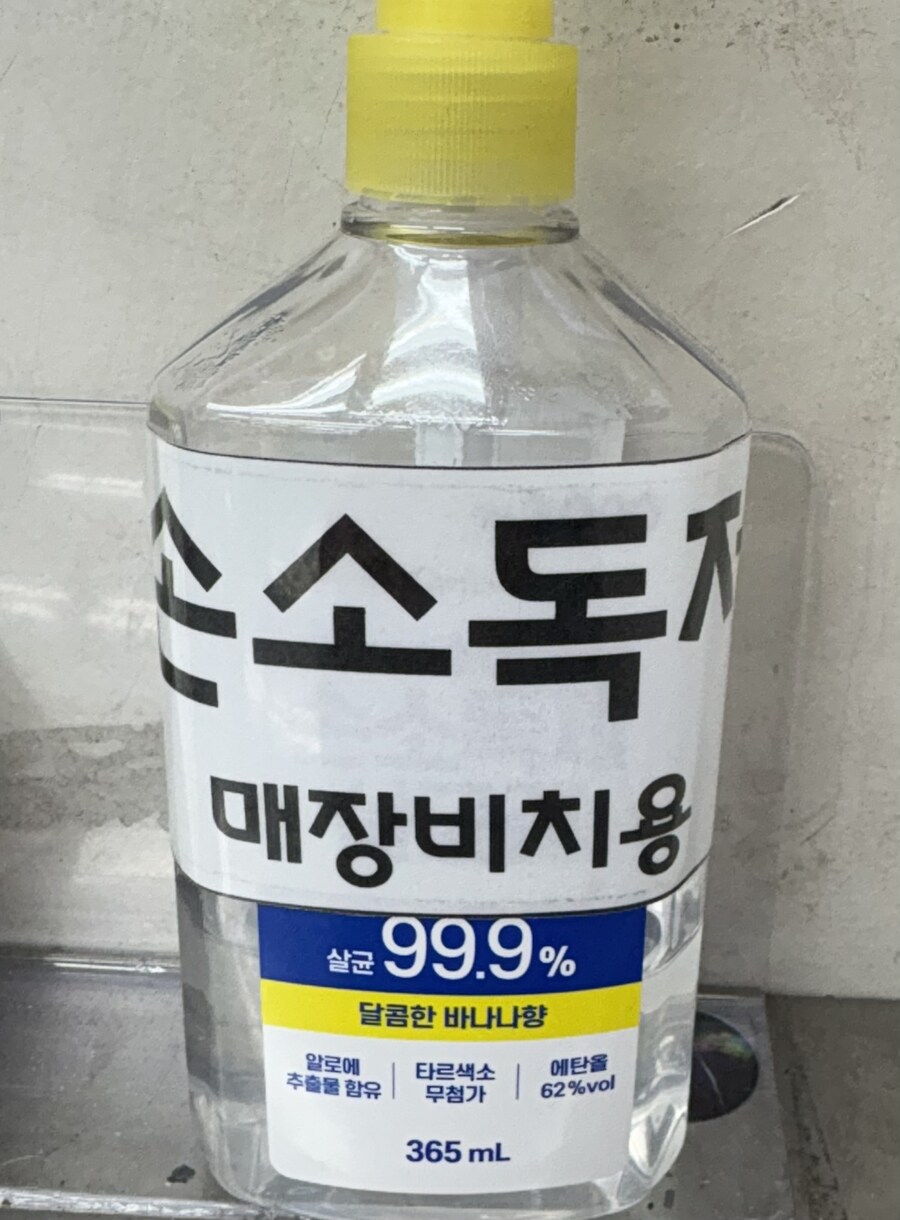 손소독제
매장비치용
살균 99.9%
달콤한 바나나향
알로에
추출물 함유
타르색소
무첨가
에탄올
62%vol
365 mL